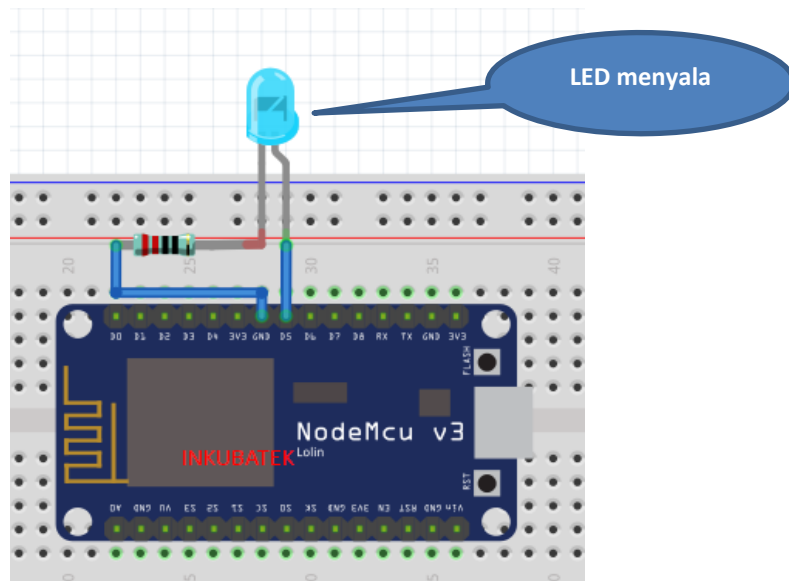 LED menyala
20
25
30
35
40
D0 D1 D2 D3 D4 3V3 GND D5 D6 D7 D8 RX TX GND 3V3
FLASH
NodeMcu v3
Lolin
INKUBATEK
RST